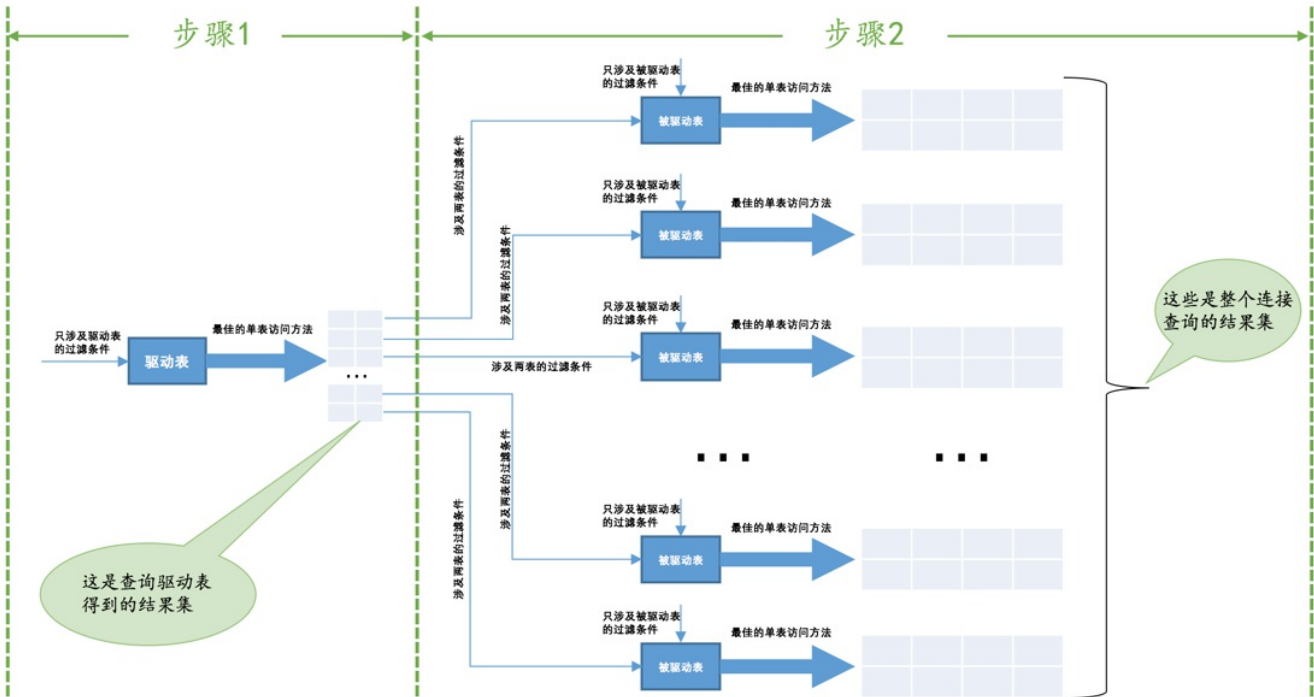 步骤1
步骤2
只涉及驱动表
的过滤条件
驱动表
最佳的单表访问方法
...
这是查询驱动表
得到的结果集
涉及两表的过滤条件
涉及两表的过滤条件
涉及两表的过滤条件
涉及两表的过滤条件
涉及两表的过滤条件
只涉及被驱动表
的过滤条件
被驱动表
最佳的单表访问方法
只涉及被驱动表
的过滤条件
被驱动表
最佳的单表访问方法
只涉及被驱动表
的过滤条件
被驱动表
最佳的单表访问方法
... ...
只涉及被驱动表
的过滤条件
被驱动表
最佳的单表访问方法
只涉及被驱动表
的过滤条件
被驱动表
最佳的单表访问方法
这些是整个连接
查询的结果集